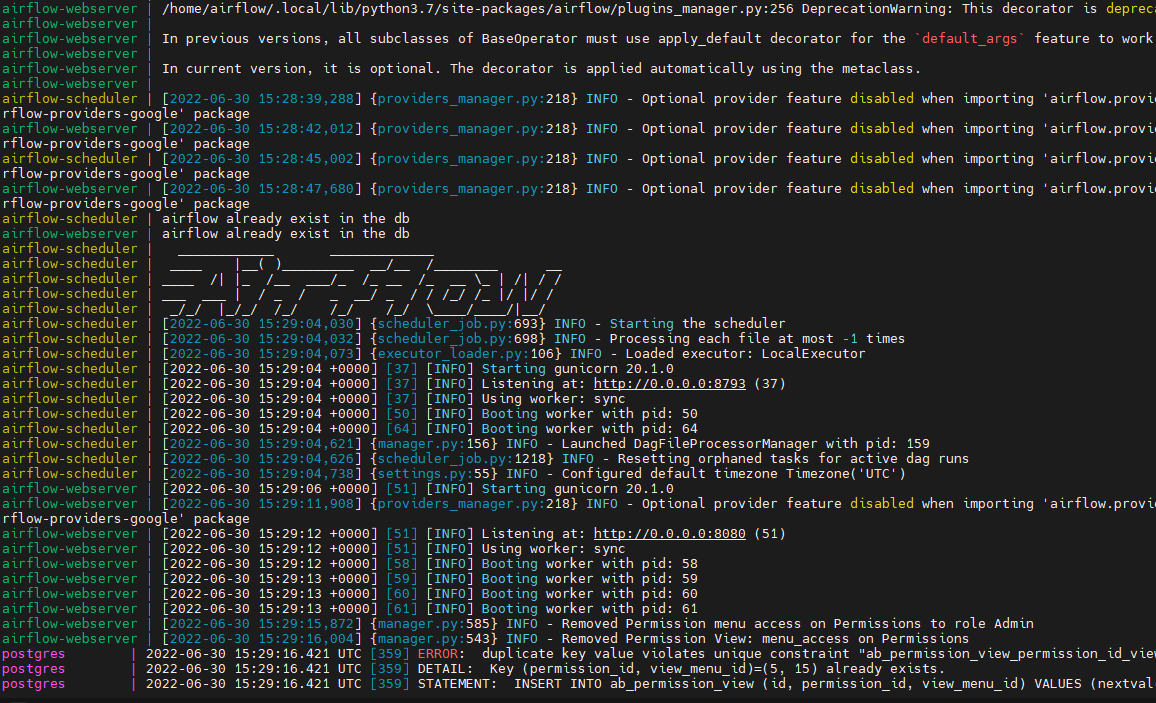 airflow-webserver | /home/airflow/.local/lib/python3.7/site-packages/airflow/plugins_manager.py:256 DeprecationWarning: This decorator is depreca
airflow-webserver |
airflow-webserver | In previous versions, all subclasses of BaseOperator must use apply_default decorator for the `default_args` feature to work
airflow-webserver |
airflow-webserver | In current version, it is optional. The decorator is applied automatically using the metaclass.
airflow-webserver |
airflow-scheduler | [2022-06-30 15:28:39,288] {providers_manager.py:218} INFO - Optional provider feature disabled when importing 'airflow.provi
rflow-providers-google' package
airflow-webserver | [2022-06-30 15:28:42,012] {providers_manager.py:218} INFO - Optional provider feature disabled when importing 'airflow.provi
rflow-providers-google' package
airflow-scheduler | [2022-06-30 15:28:45,002] {providers_manager.py:218} INFO - Optional provider feature disabled when importing 'airflow.provi
rflow-providers-google' package
airflow-webserver | [2022-06-30 15:28:47,680] {providers_manager.py:218} INFO - Optional provider feature disabled when importing 'airflow.provi
rflow-providers-google' package
airflow-scheduler | airflow already exist in the db
airflow-webserver | airflow already exist in the db
airflow-scheduler |   ____________       _____________
airflow-scheduler |  ____    |__( )_________  __/__  /________      __
airflow-scheduler | ____  /| |_  /__  ___/_  /_ __  /_  __ \_ | /| / /
airflow-scheduler | ___  ___ |  / _  /   _  __/ _  / / /_/ /_ |/ |/ /
airflow-scheduler |  _/_/  |_/_/  /_/    /_/    /_/  \____/____/|__/
airflow-scheduler | [2022-06-30 15:29:04,030] {scheduler_job.py:693} INFO - Starting the scheduler
airflow-scheduler | [2022-06-30 15:29:04,032] {scheduler_job.py:698} INFO - Processing each file at most -1 times
airflow-scheduler | [2022-06-30 15:29:04,073] {executor_loader.py:106} INFO - Loaded executor: LocalExecutor
airflow-scheduler | [2022-06-30 15:29:04 +0000] [37] [INFO] Starting gunicorn 20.1.0
airflow-scheduler | [2022-06-30 15:29:04 +0000] [37] [INFO] Listening at: http://0.0.0.0:8793 (37)
airflow-scheduler | [2022-06-30 15:29:04 +0000] [37] [INFO] Using worker: sync
airflow-scheduler | [2022-06-30 15:29:04 +0000] [50] [INFO] Booting worker with pid: 50
airflow-scheduler | [2022-06-30 15:29:04 +0000] [64] [INFO] Booting worker with pid: 64
airflow-scheduler | [2022-06-30 15:29:04,621] {manager.py:156} INFO - Launched DagFileProcessorManager with pid: 159
airflow-scheduler | [2022-06-30 15:29:04,626] {scheduler_job.py:1218} INFO - Resetting orphaned tasks for active dag runs
airflow-scheduler | [2022-06-30 15:29:04,738] {settings.py:55} INFO - Configured default timezone Timezone('UTC')
airflow-webserver | [2022-06-30 15:29:06 +0000] [51] [INFO] Starting gunicorn 20.1.0
airflow-webserver | [2022-06-30 15:29:11,908] {providers_manager.py:218} INFO - Optional provider feature disabled when importing 'airflow.provi
rflow-providers-google' package
airflow-webserver | [2022-06-30 15:29:12 +0000] [51] [INFO] Listening at: http://0.0.0.0:8080 (51)
airflow-webserver | [2022-06-30 15:29:12 +0000] [51] [INFO] Using worker: sync
airflow-webserver | [2022-06-30 15:29:12 +0000] [58] [INFO] Booting worker with pid: 58
airflow-webserver | [2022-06-30 15:29:13 +0000] [59] [INFO] Booting worker with pid: 59
airflow-webserver | [2022-06-30 15:29:13 +0000] [60] [INFO] Booting worker with pid: 60
airflow-webserver | [2022-06-30 15:29:13 +0000] [61] [INFO] Booting worker with pid: 61
airflow-webserver | [2022-06-30 15:29:15,872] {manager.py:585} INFO - Removed Permission menu access on Permissions to role Admin
airflow-webserver | [2022-06-30 15:29:16,004] {manager.py:543} INFO - Removed Permission View: menu_access on Permissions
postgres        | 2022-06-30 15:29:16.421 UTC [359] ERROR:  duplicate key value violates unique constraint "ab_permission_view_permission_id_view
postgres        | 2022-06-30 15:29:16.421 UTC [359] DETAIL:  Key (permission_id, view_menu_id)=(5, 15) already exists.
postgres        | 2022-06-30 15:29:16.421 UTC [359] STATEMENT:  INSERT INTO ab_permission_view (id, permission_id, view_menu_id) VALUES (nextval